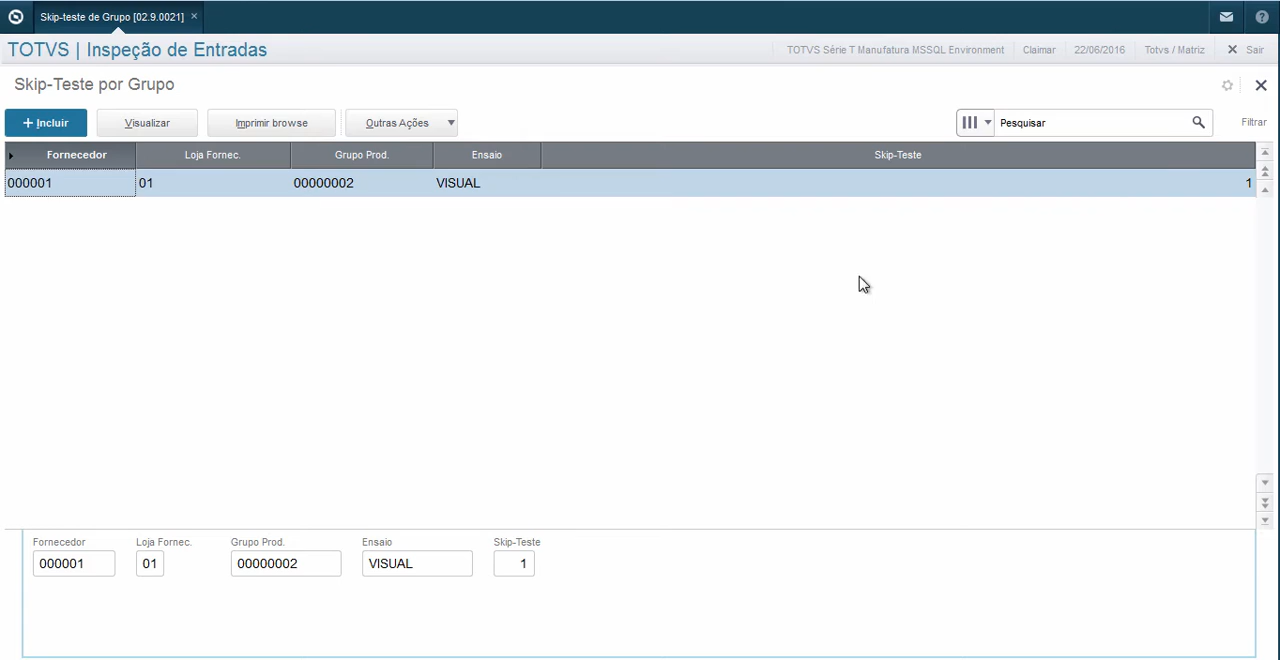 Skip-teste de Grupo [02.9.0021] ×
TOTVS | Inspeção de Entradas
TOTVS Série T Manufatura MSSQL Environment Claimar 22/06/2016 Totvs / Matriz Sair
Skip-Teste por Grupo
+ Incluir Visualizar Imprimir browse Outras Ações Pesquisar Filtrar
Fornecedor Loja Fornec. Grupo Prod. Ensaio Skip-Teste
000001 01 00000002 VISUAL 1
Fornecedor Loja Fornec. Grupo Prod. Ensaio Skip-Teste
000001 01 00000002 VISUAL 1